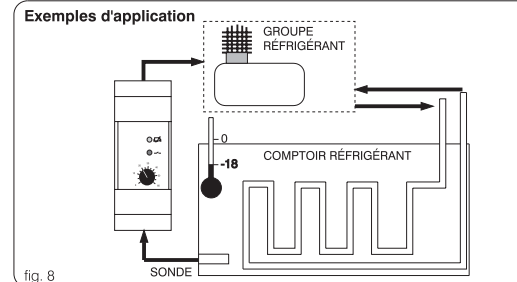 Exemples d'application
GROUPE
RÉFRIGÉRANT
0
-18
COMPTOIR RÉFRIGÉRANT
SONDE
fig. 8